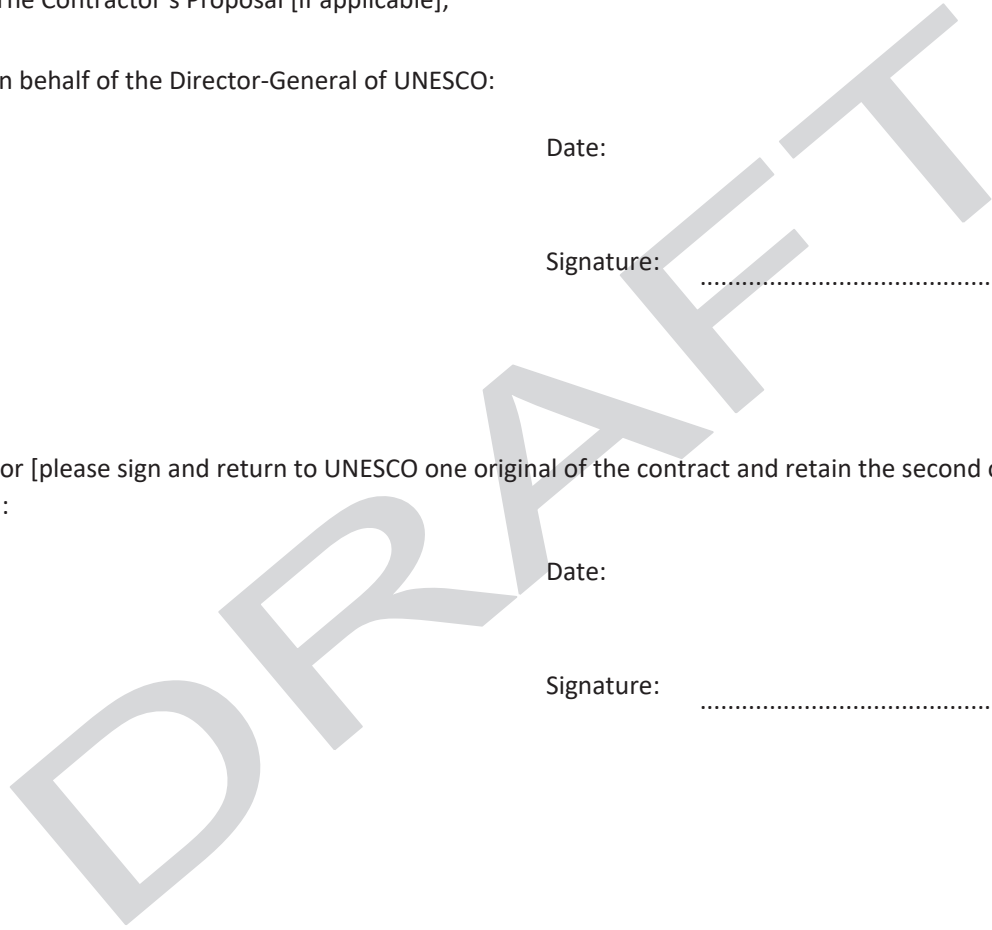 The Contractor's Proposal [if applicable];
n behalf of the Director-General of UNESCO:
Date:
Signature: ..........................................
or [please sign and return to UNESCO one original of the contract and retain the second
:
Date:
Signature: ..........................................
DRAFT